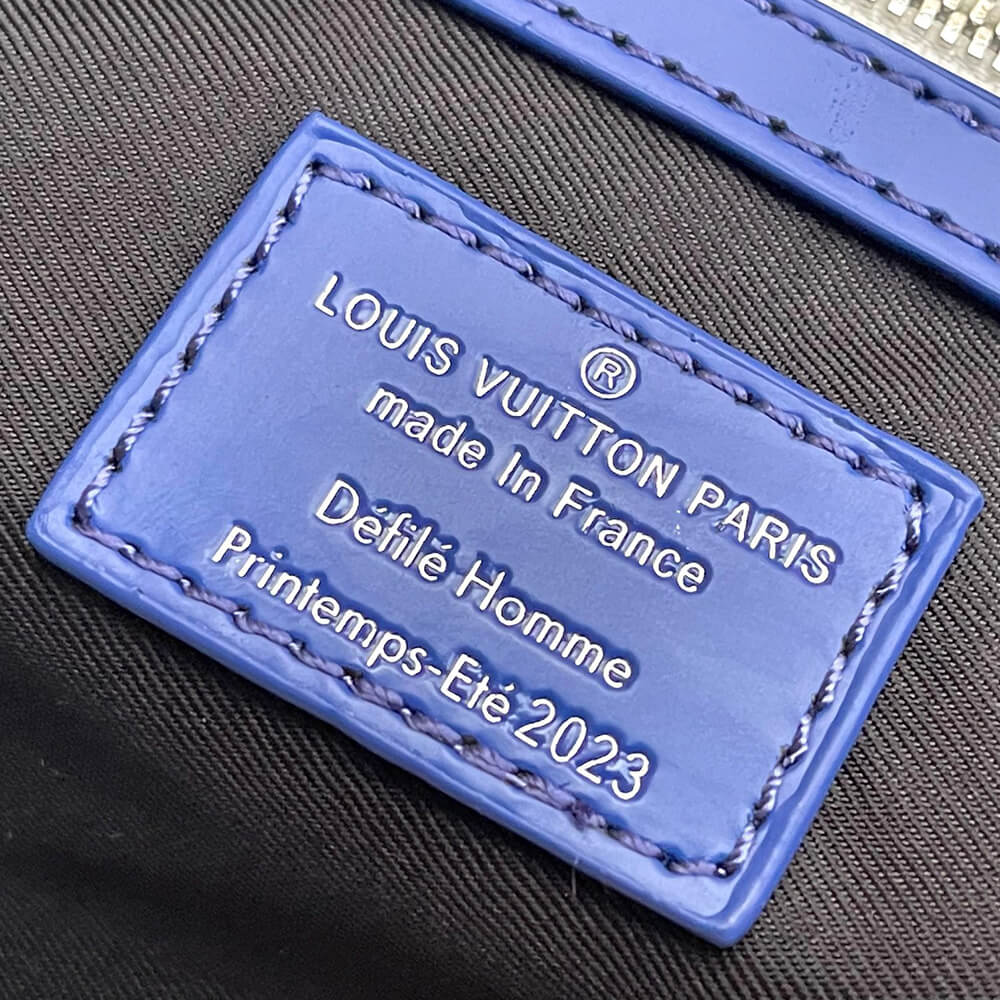 ®
LOUIS VUITTON PARIS
made In France
Défilé Homme
Printemps-Eté 2023